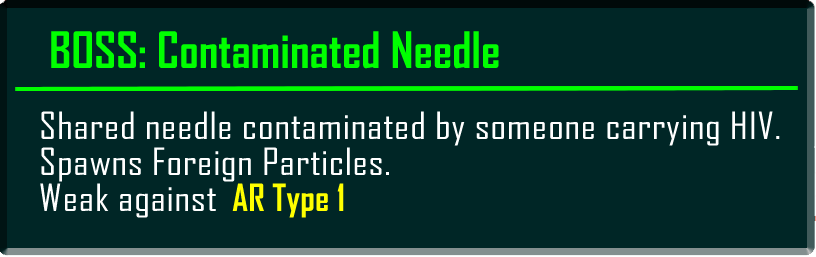 BOSS: Contaminated Needle
Shared needle contaminated by someone carrying HIV.
Spawns Foreign Particles.
Weak against AR Type 1